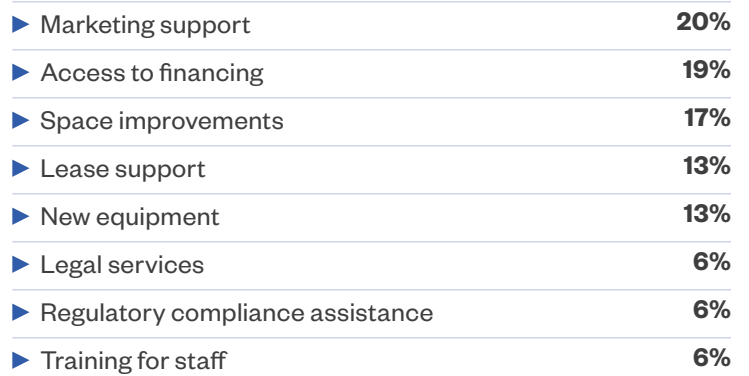 ▶ Marketing support 20%
▶ Access to financing 19%
▶ Space improvements 17%
▶ Lease support 13%
▶ New equipment 13%
▶ Legal services 6%
▶ Regulatory compliance assistance 6%
▶ Training for staff 6%